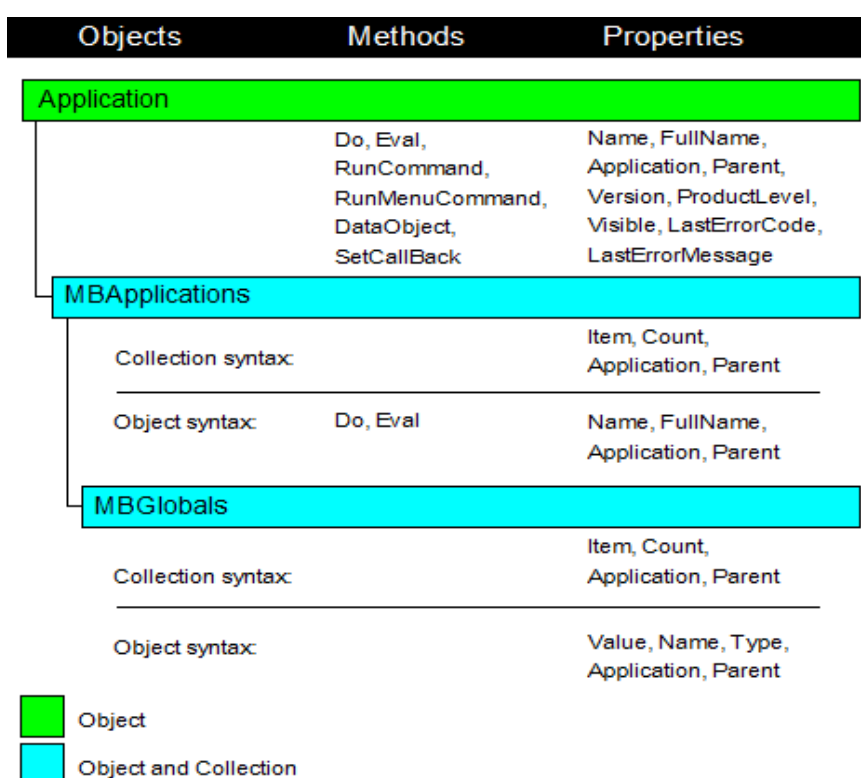 Objects Methods Properties
Application
Do, Eval, Name, FullName,
RunCommand, Application, Parent,
RunMenuCommand, Version, ProductLevel,
DataObject, Visible, LastErrorCode,
SetCallBack LastErrorMessage
MBApplications
Item, Count,
Collection syntax: Application, Parent
Object syntax: Do, Eval Name, FullName,
Application, Parent
MBGlobals
Item, Count,
Collection syntax: Application, Parent
Object syntax: Value, Name, Type,
Application, Parent
Object
Object and Collection